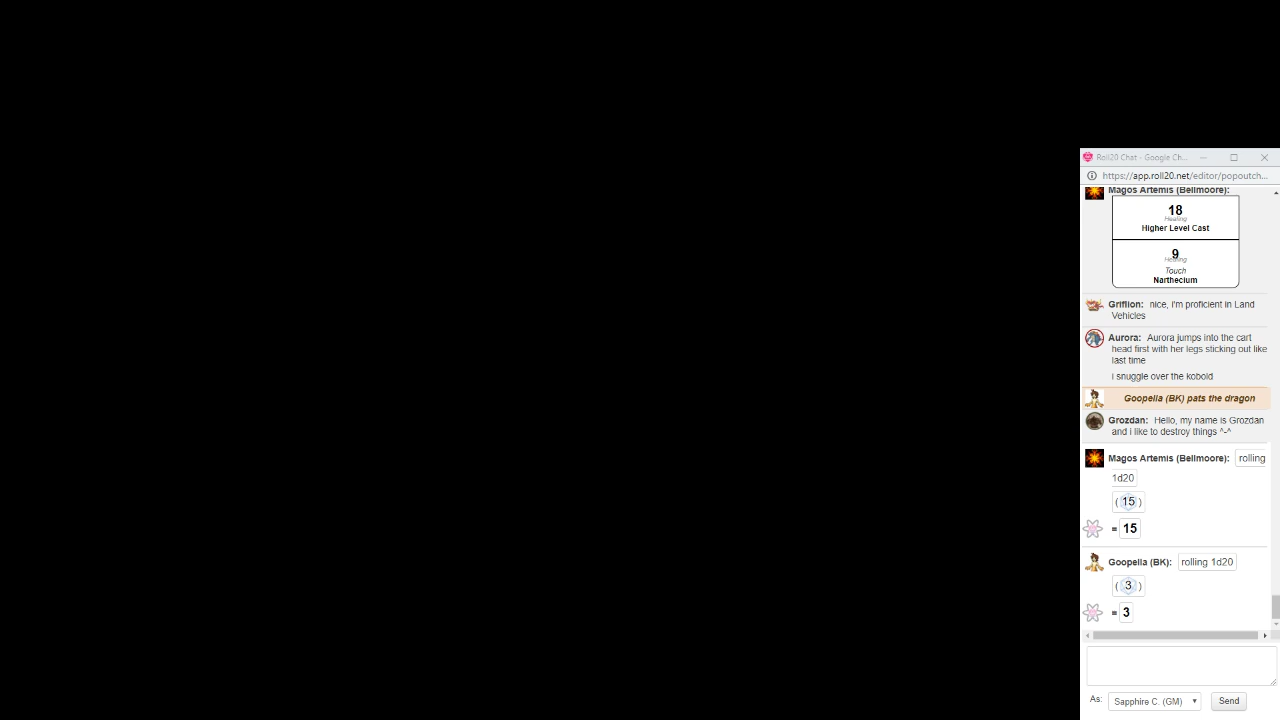 Roll20 Chat - Google Ch...
https://app.roll20.net/editor/popoutch...
Magos Artemis (Bellmoore):
18
Healing
Higher Level Cast
9
Healing
Touch
Narthecium
Griflion: nice, i'm proficient in Land
Vehicles
Aurora: Aurora jumps into the cart
head first with her legs sticking out like
last time
i snuggle over the kobold
Goopella (BK) pats the dragon
Grozdan: Hello, my name is Grozdan
and i like to destroy things ^-^
Magos Artemis (Bellmoore): rolling
1d20
(15)
= 15
Goopella (BK): rolling 1d20
(3)
= 3
As: Sapphire C. (GM) Send